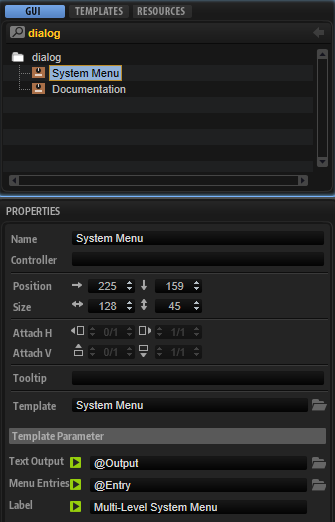 GUI TEMPLATES RESOURCES
dialog
dialog
System Menu
Documentation
PROPERTIES
Name System Menu
Controller
Position 225 159
Size 128 45
Attach H 0/1 1/1
Attach V 0/1 1/1
Tooltip
Template System Menu
Template Parameter
Text Output @Output
Menu Entries @Entry
Label Multi-Level System Menu